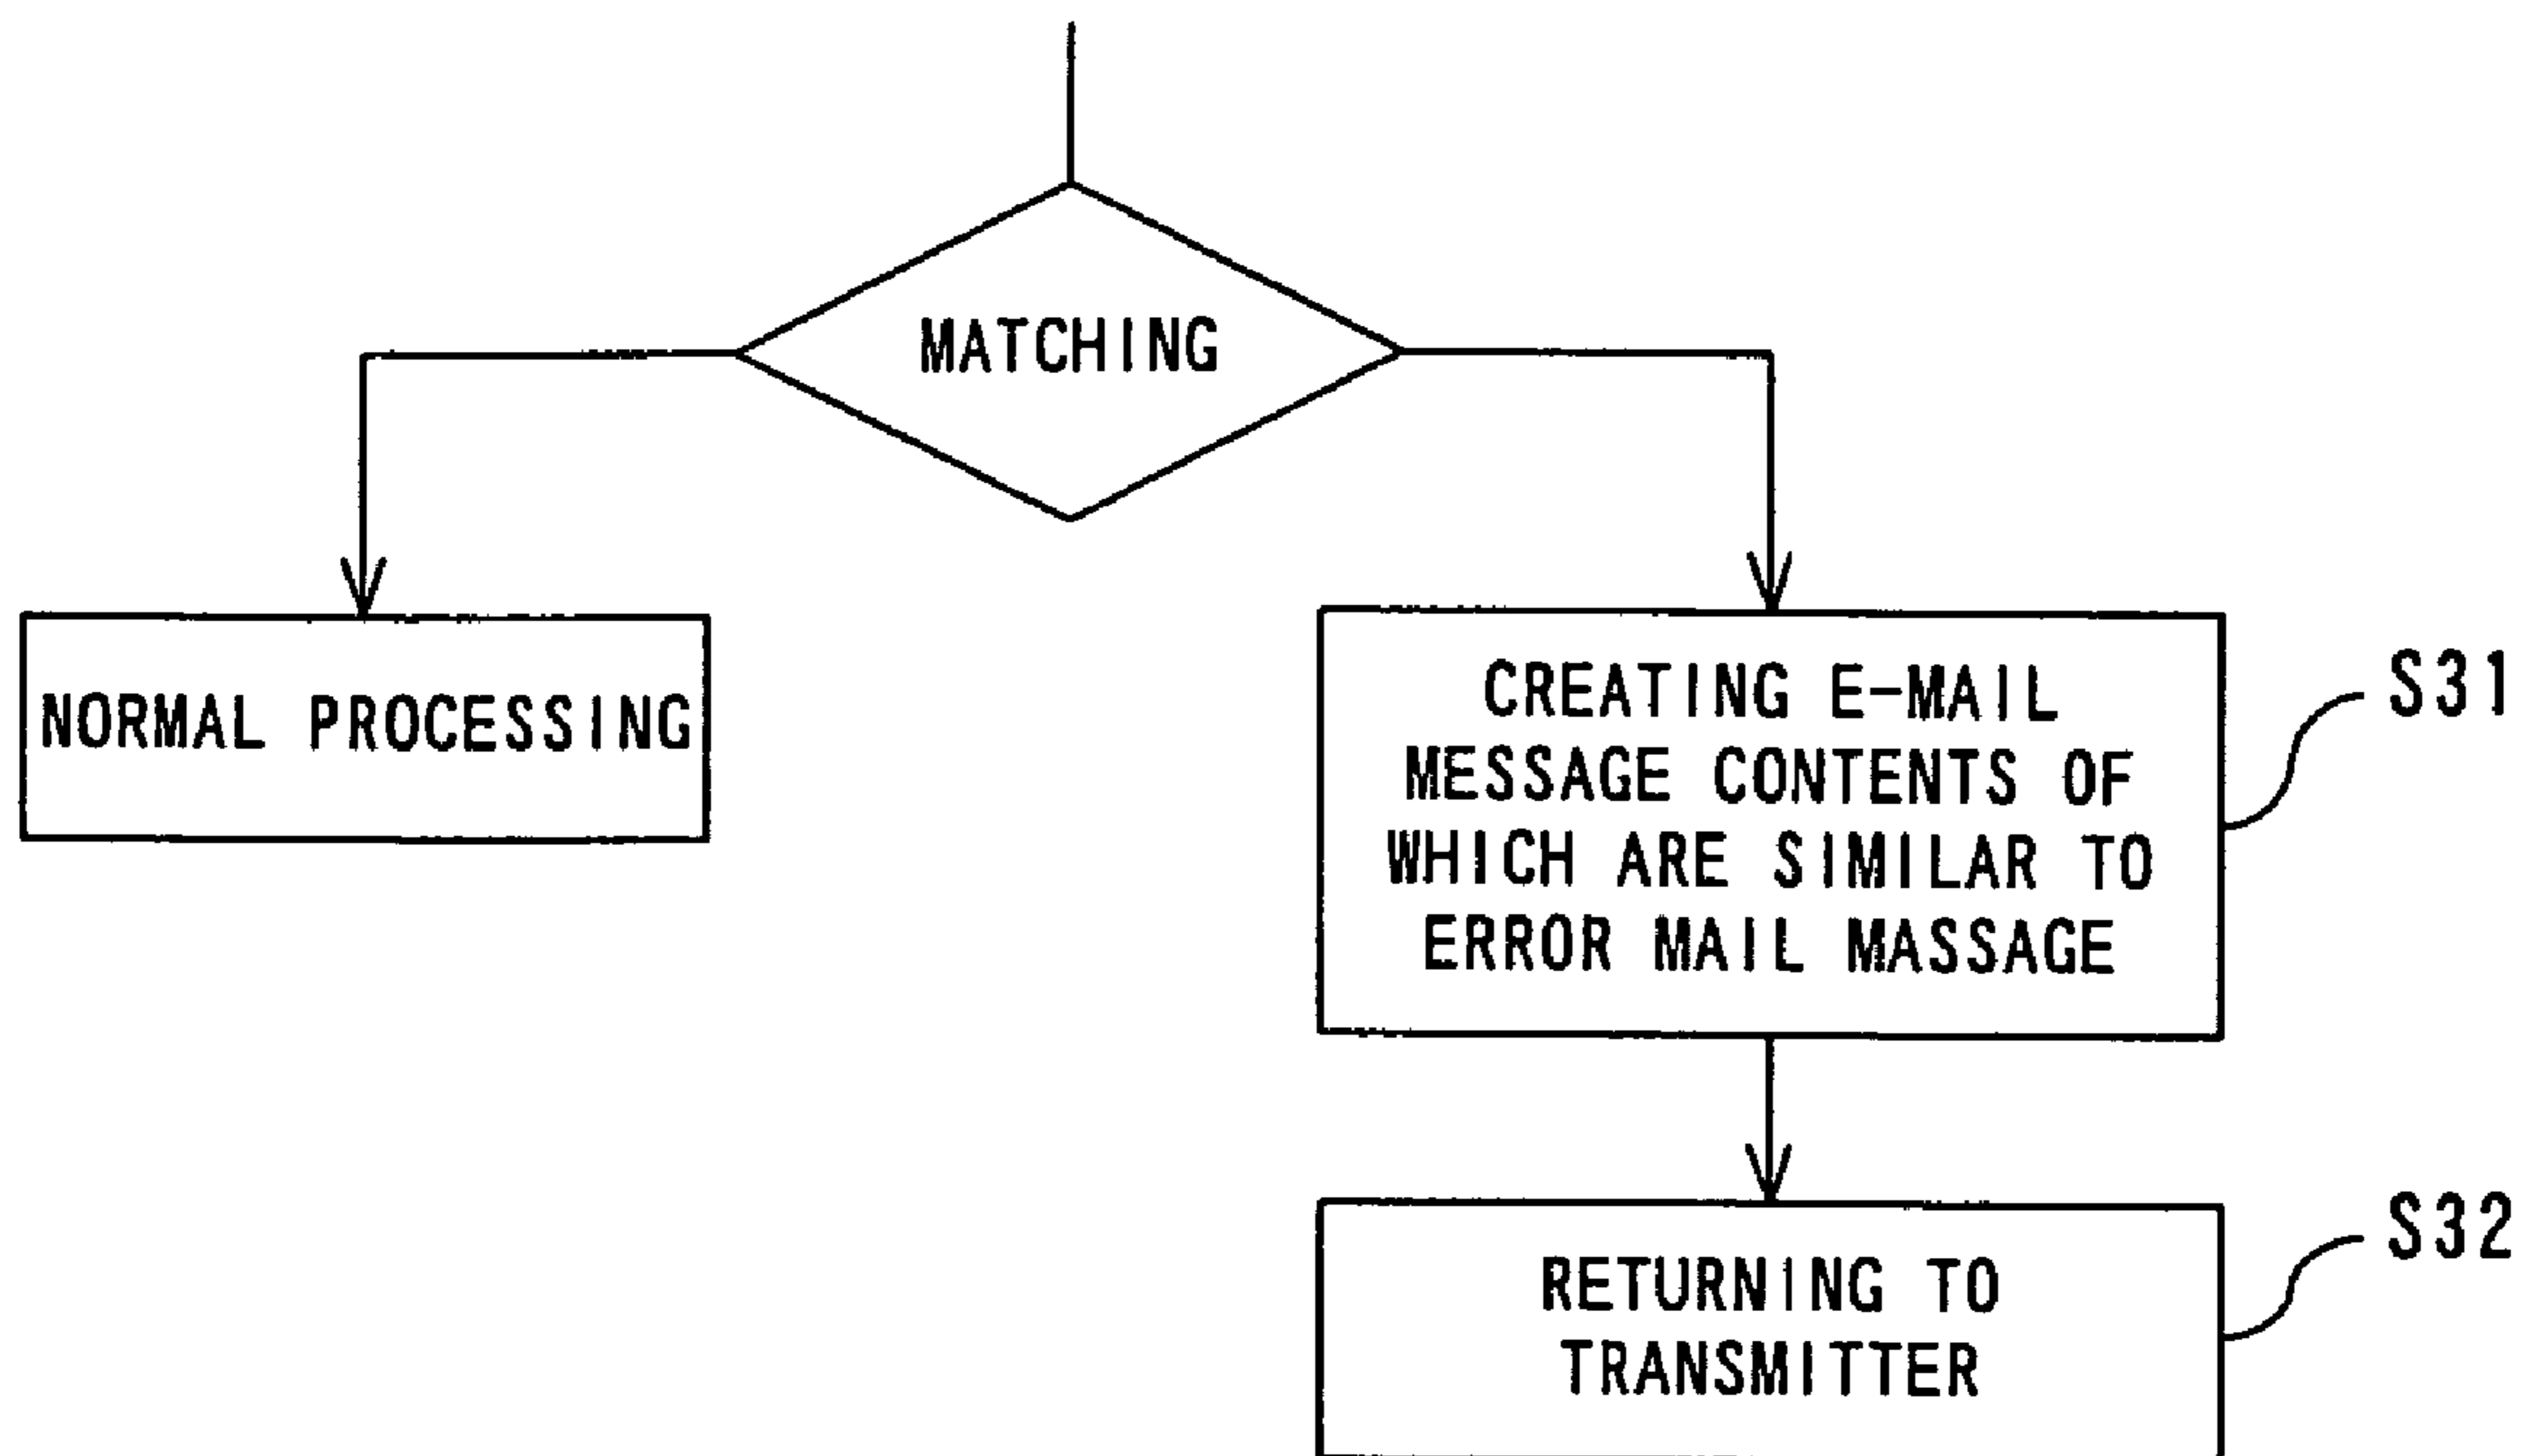 MATCHING
NORMAL PROCESSING
CREATING E-MAIL
MESSAGE CONTENTS OF
WHICH ARE SIMILAR TO
ERROR MAIL MASSAGE
S31
RETURNING TO
TRANSMITTER
S32